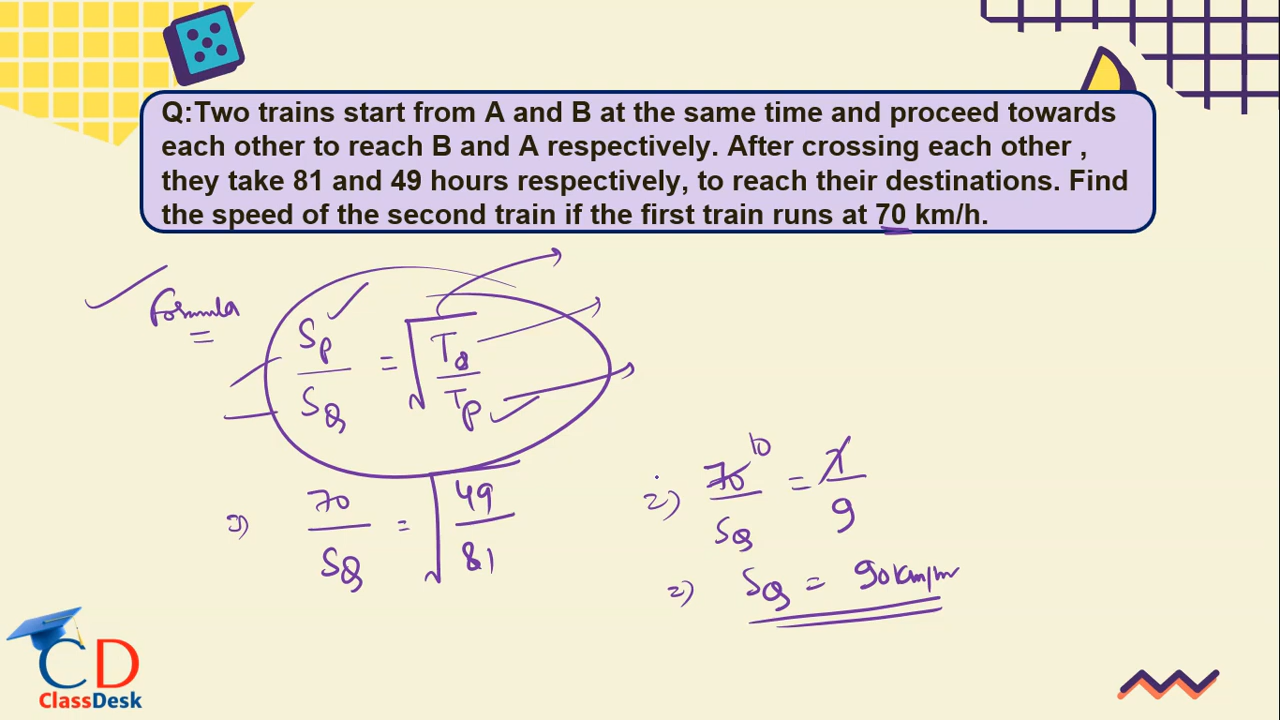 Q:Two trains start from A and B at the same time and proceed towards
each other to reach B and A respectively. After crossing each other ,
they take 81 and 49 hours respectively, to reach their destinations. Find
the speed of the second train if the first train runs at 70 km/h.
Formula
SP/SQ = √TQ/TP
⇒) 70/SQ = √49/81
⇒) 70/SQ = 7/9
10
⇒) SQ = 90km/hr
CD
ClassDesk